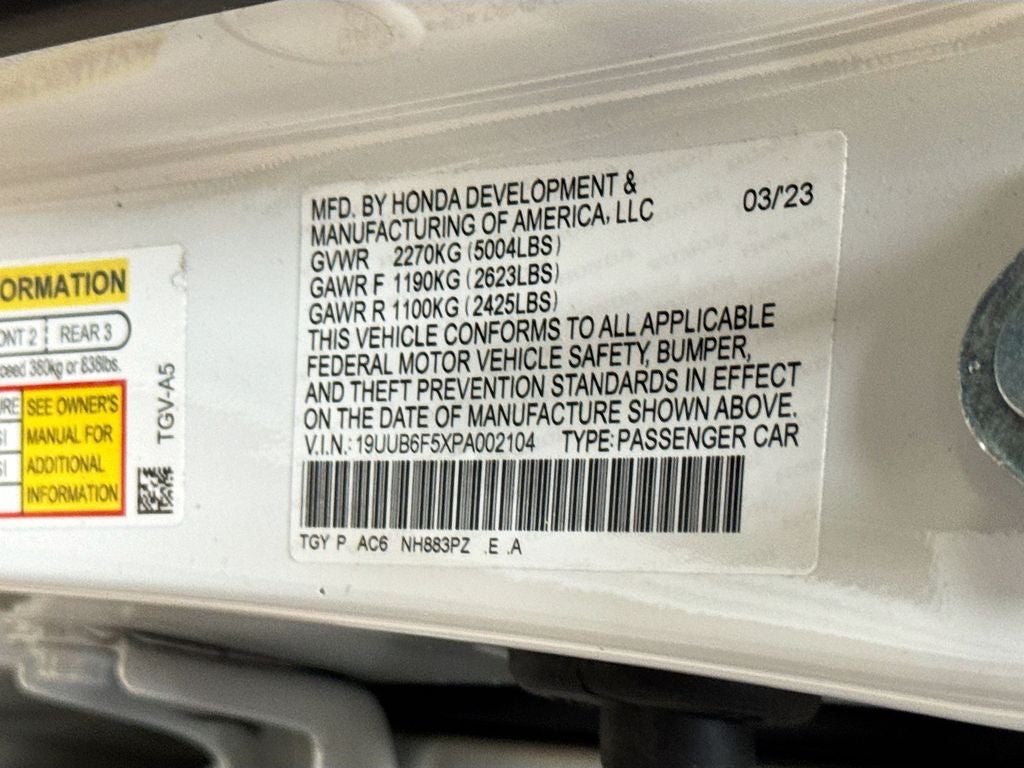 MFD. BY HONDA DEVELOPMENT &
MANUFACTURING OF AMERICA, LLC
03/'23
GVWR 2270KG (5004LBS)
GAWR F 1190KG (2623LBS)
GAWR R 1100KG (2425LBS)
THIS VEHICLE CONFORMS TO ALL APPLICABLE
FEDERAL MOTOR VEHICLE SAFETY, BUMPER,
AND THEFT PREVENTION STANDARDS IN EFFECT
ON THE DATE OF MANUFACTURE SHOWN ABOVE.
V.I.N.: 19UUB6F5XPA002104 TYPE: PASSENGER CAR
TGY P AC6 NH883PZ .E .A
ORMATION
ONT 2 REAR 3
ceed 380kg or 838lbs.
URE SEE OWNER'S
SI MANUAL FOR
SI ADDITIONAL
INFORMATION
TGV-A5